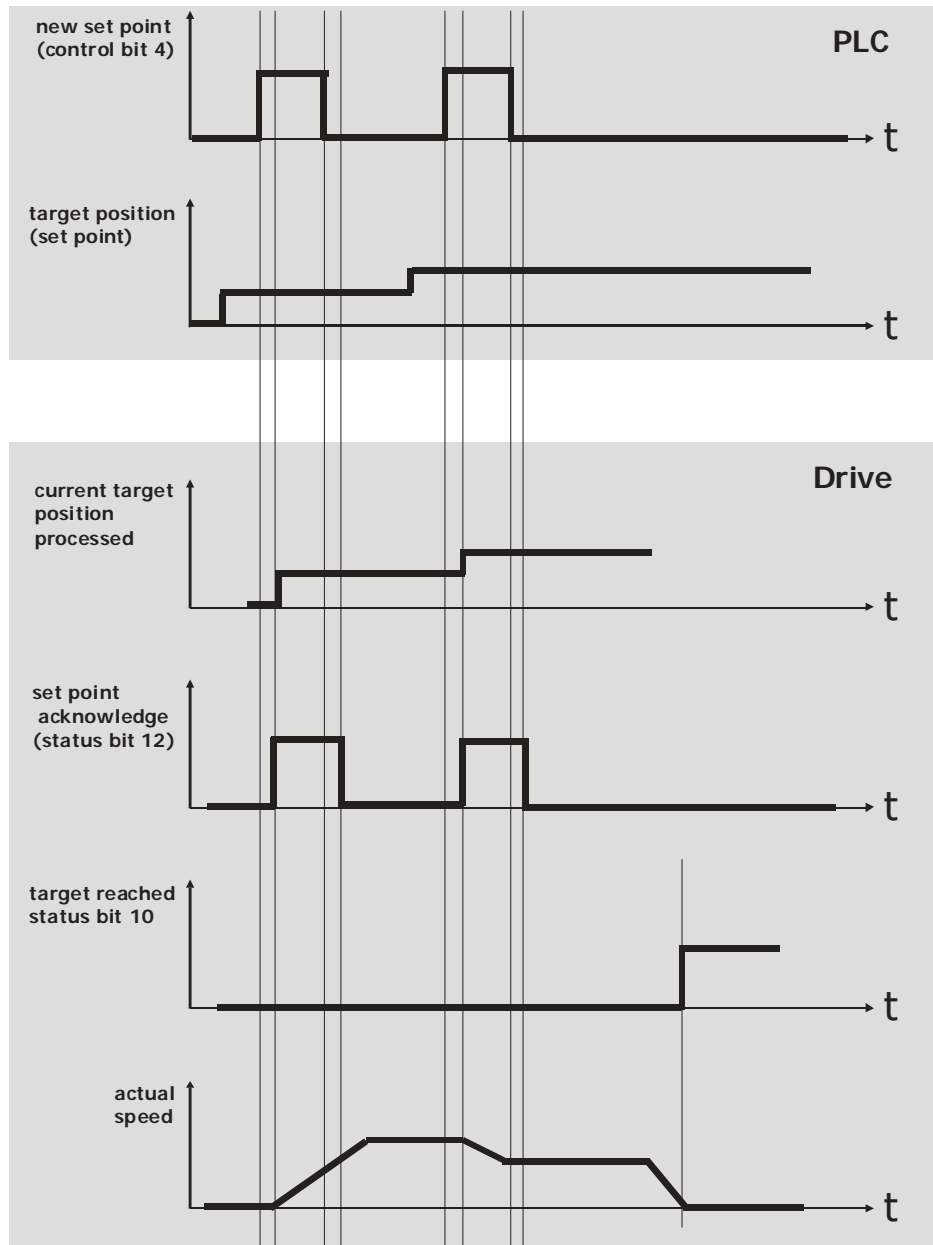 new set point
(control bit 4)
PLC
t
target position
(set point)
t
Drive
current target
position
processed
t
set point
acknowledge
(status bit 12)
t
target reached
status bit 10
t
actual
speed
t